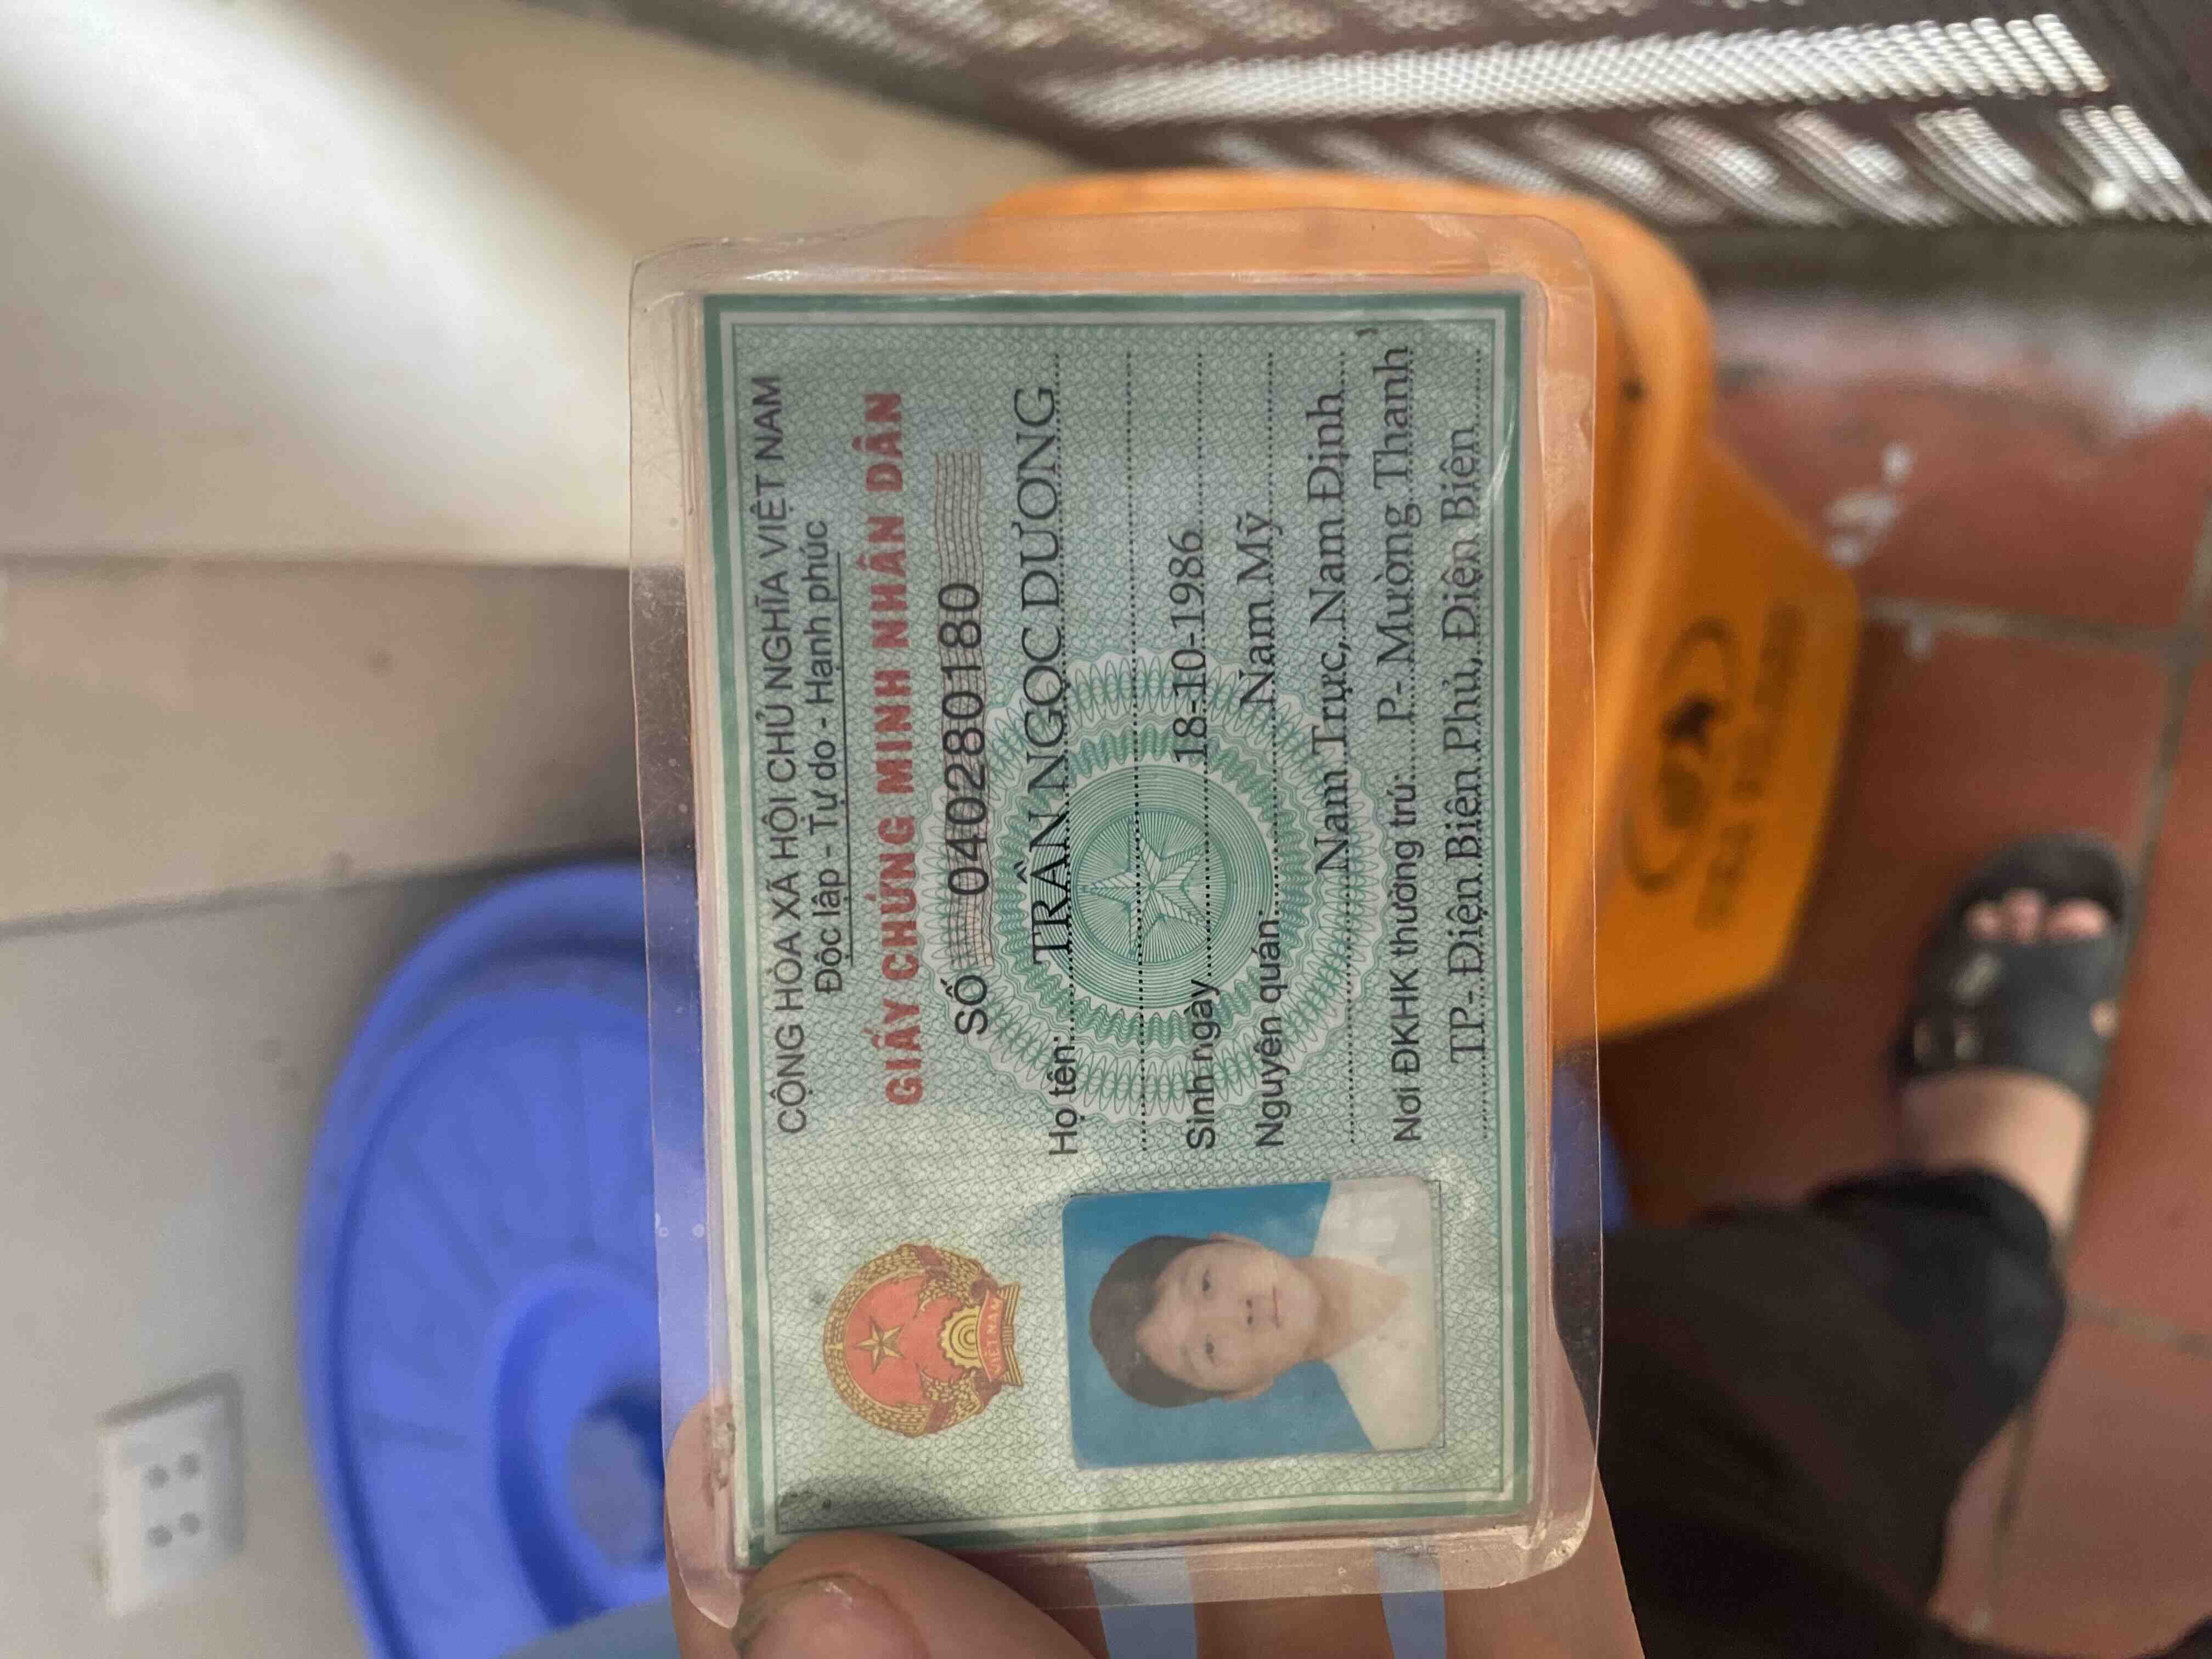 CỘNG HÒA XÃ HỘI CHỦ NGHĨA VIỆT NAM
Độc lập - Tự do - Hạnh phúc
GIẤY CHỨNG MINH NHÂN DÂN
SỐ 040280180
Họ tên: TRẦN NGỌC DƯƠNG
Sinh ngày 18-10-1986
Nguyên quán: Nam Mỹ
Nam Trực, Nam Định
Nơi ĐKHK thường trú: P- Mường Thanh
TP- Điện Biên Phủ, Điện Biên
VIỆT NAM